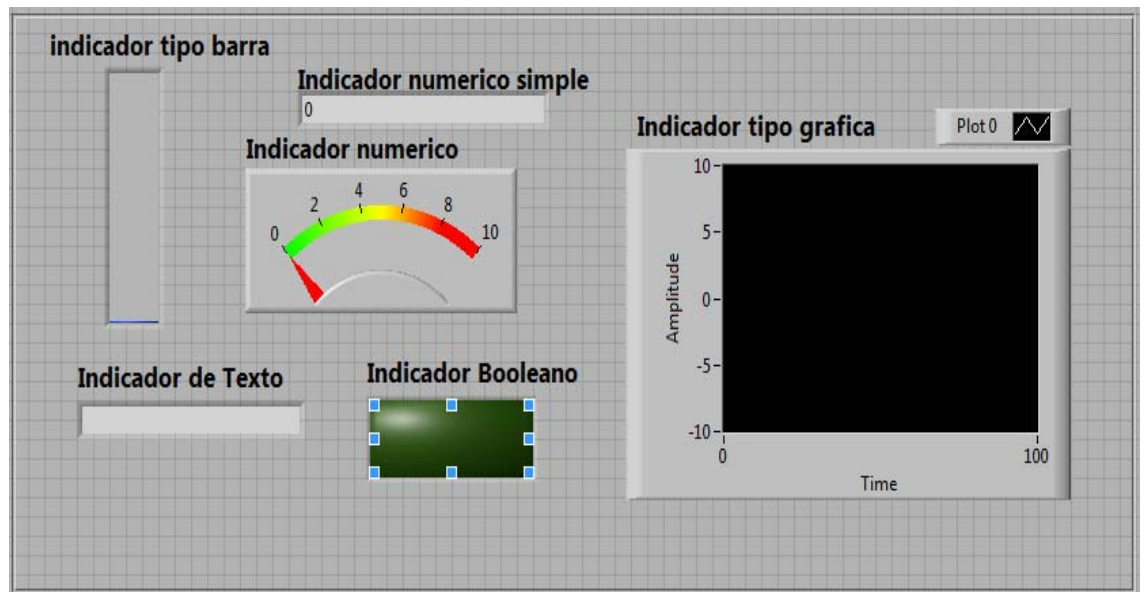 indicador tipo barra
Indicador numerico simple
0
Indicador numerico
0 2 4 6 8 10
Indicador de Texto
Indicador Booleano
Indicador tipo grafica
Plot 0
10
5
0
-5
-10
Amplitude
0 100
Time